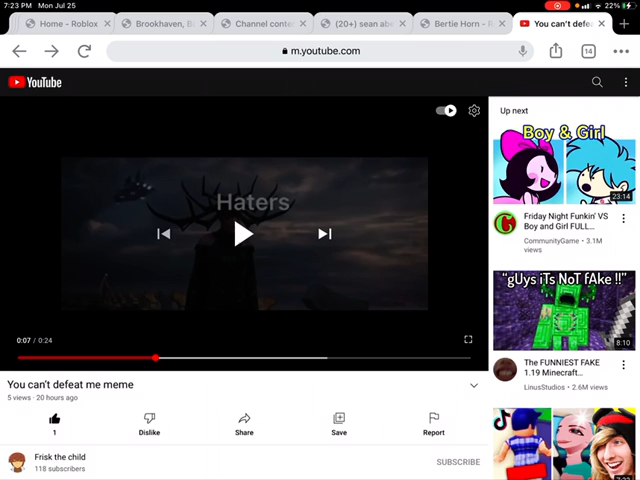 7:23 PM Mon Jul 25
22%
Home - Roblox
Brookhaven, B
Channel conte
(20+) sean abe
Bertie Horn -
You can't defea
m.youtube.com
14
YouTube
Up next
Haters
Boy & Girl
23:14
Friday Night Funkin' VS
Boy and Girl FULL...
CommunityGame • 3.1M
views
"gUys iTs NoT fAke !!"
8:10
0:07 / 0:24
The FUNNIEST FAKE
1.19 Minecraft...
LinusStudios • 2.6M views
You can't defeat me meme
5 views · 20 hours ago
1
Dislike
Share
Save
Report
Frisk the child
118 subscribers
SUBSCRIBE